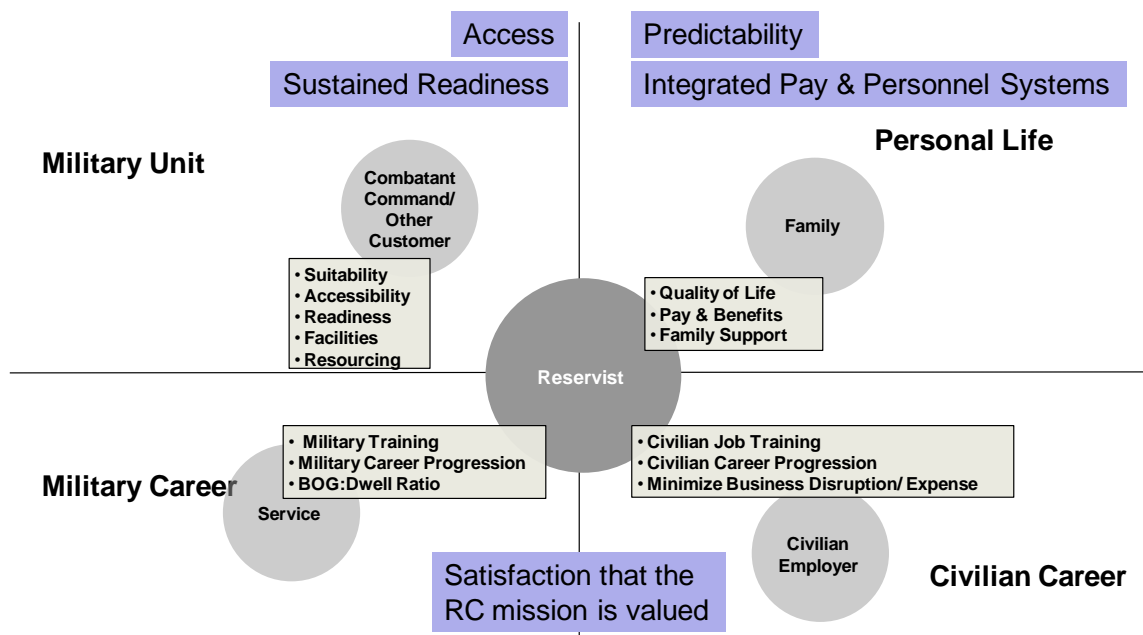 Access
Sustained Readiness
Predictability
Integrated Pay & Personnel Systems
Military Unit
Combatant
Command/
Other
Customer
• Suitability
• Accessibility
• Readiness
• Facilities
• Resourcing
Personal Life
Family
• Quality of Life
• Pay & Benefits
• Family Support
Reservist
Military Career
Service
• Military Training
• Military Career Progression
• BOG:Dwell Ratio
• Civilian Job Training
• Civilian Career Progression
• Minimize Business Disruption/ Expense
Civilian
Employer
Civilian Career
Satisfaction that the
RC mission is valued